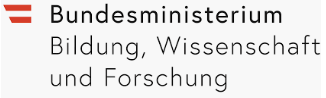 Bundesministerium
Bildung, Wissenschaft
und Forschung